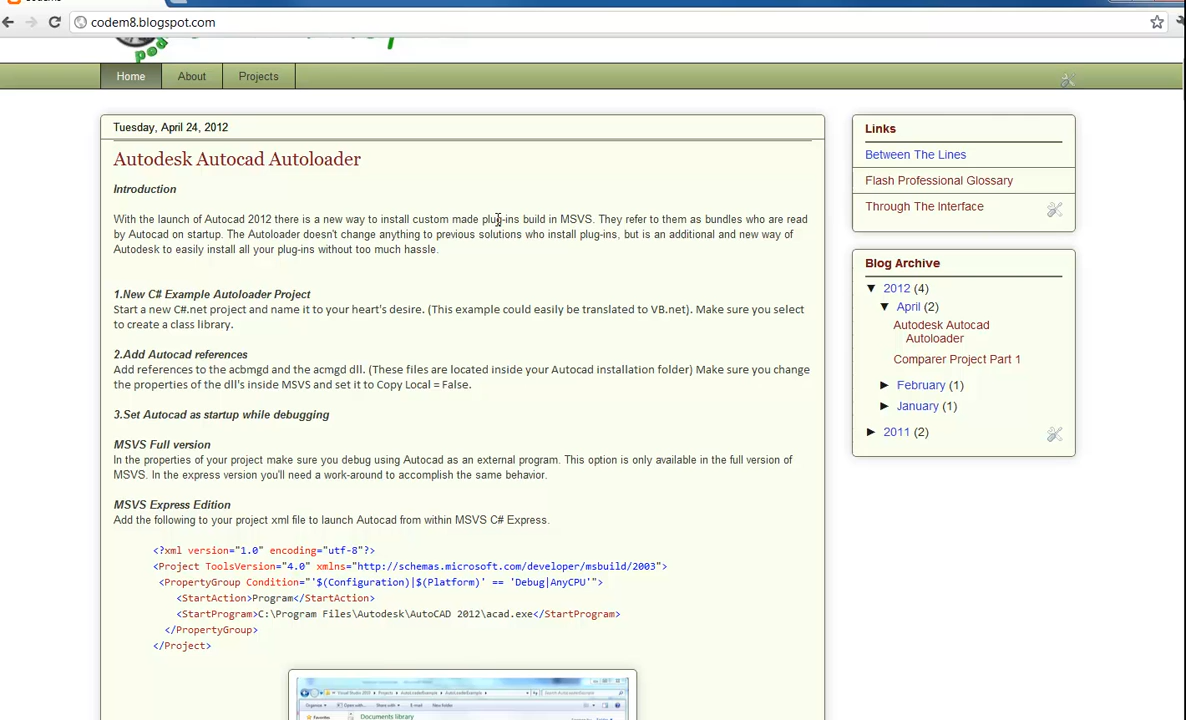 codem8.blogspot.com
Home About Projects
Tuesday, April 24, 2012
Autodesk Autocad Autoloader
Introduction
With the launch of Autocad 2012 there is a new way to install custom made plug-ins build in MSVS. They refer to them as bundles who are read
by Autocad on startup. The Autoloader doesn't change anything to previous solutions who install plug-ins, but is an additional and new way of
Autodesk to easily install all your plug-ins without too much hassle.
1.New C# Example Autoloader Project
Start a new C#.net project and name it to your heart's desire. (This example could easily be translated to VB.net). Make sure you select
to create a class library.
2.Add Autocad references
Add references to the acbmgd and the acmgd dll. (These files are located inside your Autocad installation folder) Make sure you change
the properties of the dll's inside MSVS and set it to Copy Local = False.
3.Set Autocad as startup while debugging
MSVS Full version
In the properties of your project make sure you debug using Autocad as an external program. This option is only available in the full version of
MSVS. In the express version you'll need a work-around to accomplish the same behavior.
MSVS Express Edition
Add the following to your project xml file to launch Autocad from within MSVS C# Express.
<?xml version="1.0" encoding="utf-8"?>
<Project ToolsVersion="4.0" xmlns="http://schemas.microsoft.com/developer/msbuild/2003">
<PropertyGroup Condition="'$(Configuration)|$(Platform)' == 'Debug|AnyCPU'">
<StartAction>Program</StartAction>
<StartProgram>C:\Program Files\Autodesk\AutoCAD 2012\acad.exe</StartProgram>
</PropertyGroup>
</Project>
Documents library
Links
Between The Lines
Flash Professional Glossary
Through The Interface
Blog Archive
▼ 2012 (4)
▼ April (2)
Autodesk Autocad
Autoloader
Comparer Project Part 1
► February (1)
► January (1)
► 2011 (2)